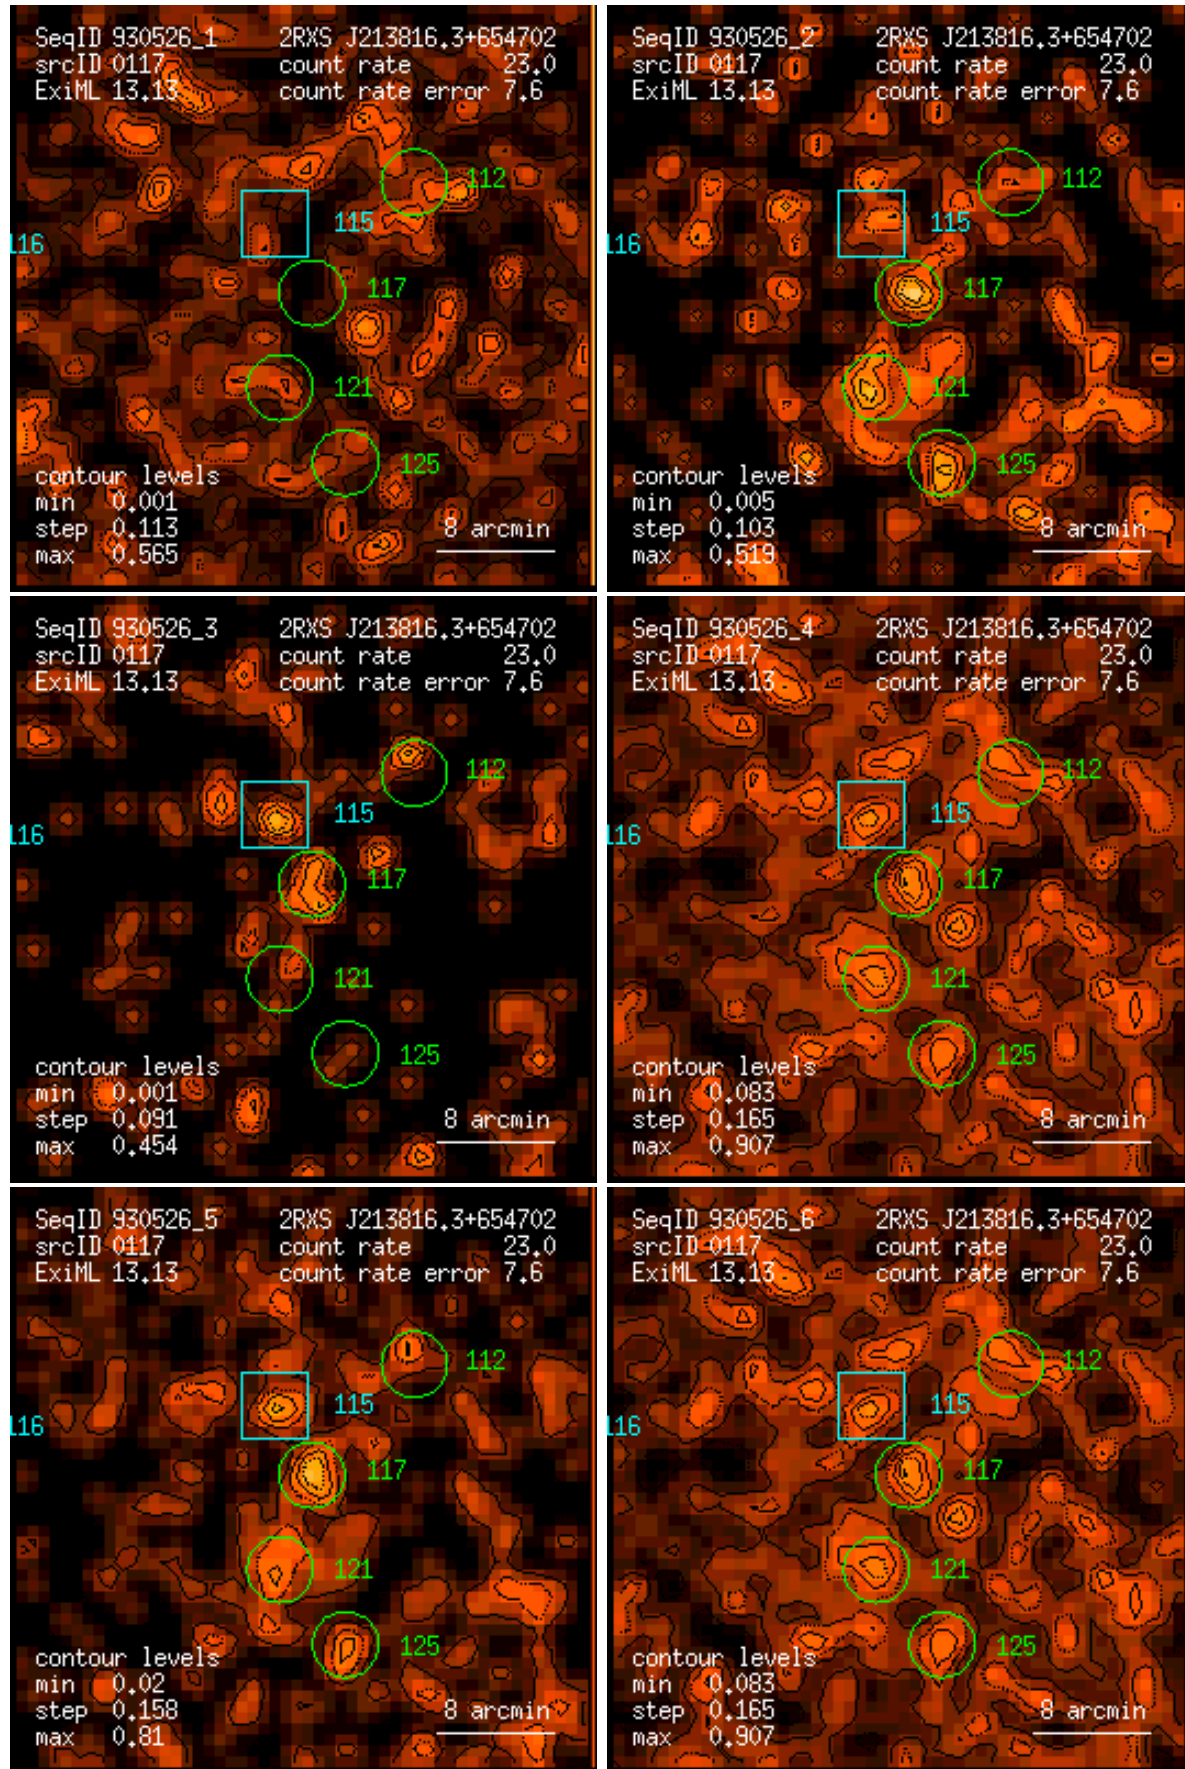 SeqID 930526_1 2RXS J213816.3+654702
srcID 0117 count rate 23.0
ExiML 13.13 count rate error 7.6
112
115
116
117
121
125
contour levels
min 0.001
step 0.113 8 arcmin
max 0.565
SeqID 930526_2 2RXS J213816.3+654702
srcID 0117 count rate 23.0
ExiML 13.13 count rate error 7.6
112
115
116
117
121
125
contour levels
min 0.005
step 0.103 8 arcmin
max 0.519
SeqID 930526_3 2RXS J213816.3+654702
srcID 0117 count rate 23.0
ExiML 13.13 count rate error 7.6
112
115
116
117
121
125
contour levels
min 0.001
step 0.091 8 arcmin
max 0.454
SeqID 930526_4 2RXS J213816.3+654702
srcID 0117 count rate 23.0
ExiML 13.13 count rate error 7.6
112
115
116
117
121
125
contour levels
min 0.083
step 0.165 8 arcmin
max 0.907
SeqID 930526_5 2RXS J213816.3+654702
srcID 0117 count rate 23.0
ExiML 13.13 count rate error 7.6
112
115
116
117
121
125
contour levels
min 0.02
step 0.158 8 arcmin
max 0.81
SeqID 930526_6 2RXS J213816.3+654702
srcID 0117 count rate 23.0
ExiML 13.13 count rate error 7.6
112
115
116
117
121
125
contour levels
min 0.083
step 0.165 8 arcmin
max 0.907